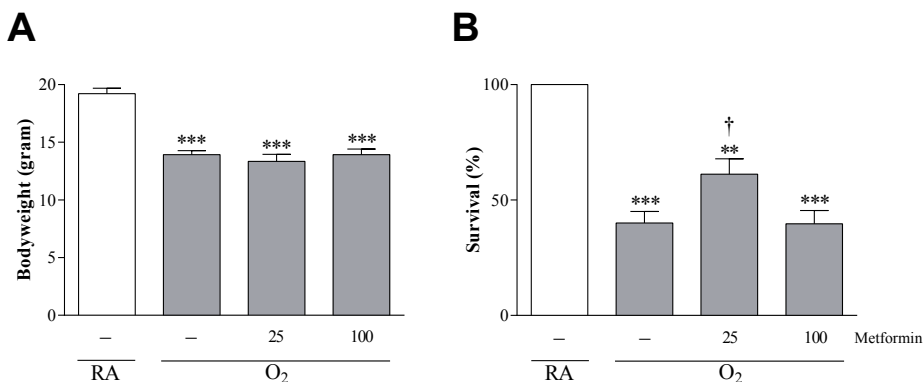 A
Bodyweight (gram)
20
15
10
5
0
*** *** ***
– – 25 100
RA O₂
B
Survival (%)
100
50
0
†
*** ** ***
– – 25 100 Metformin
RA O₂